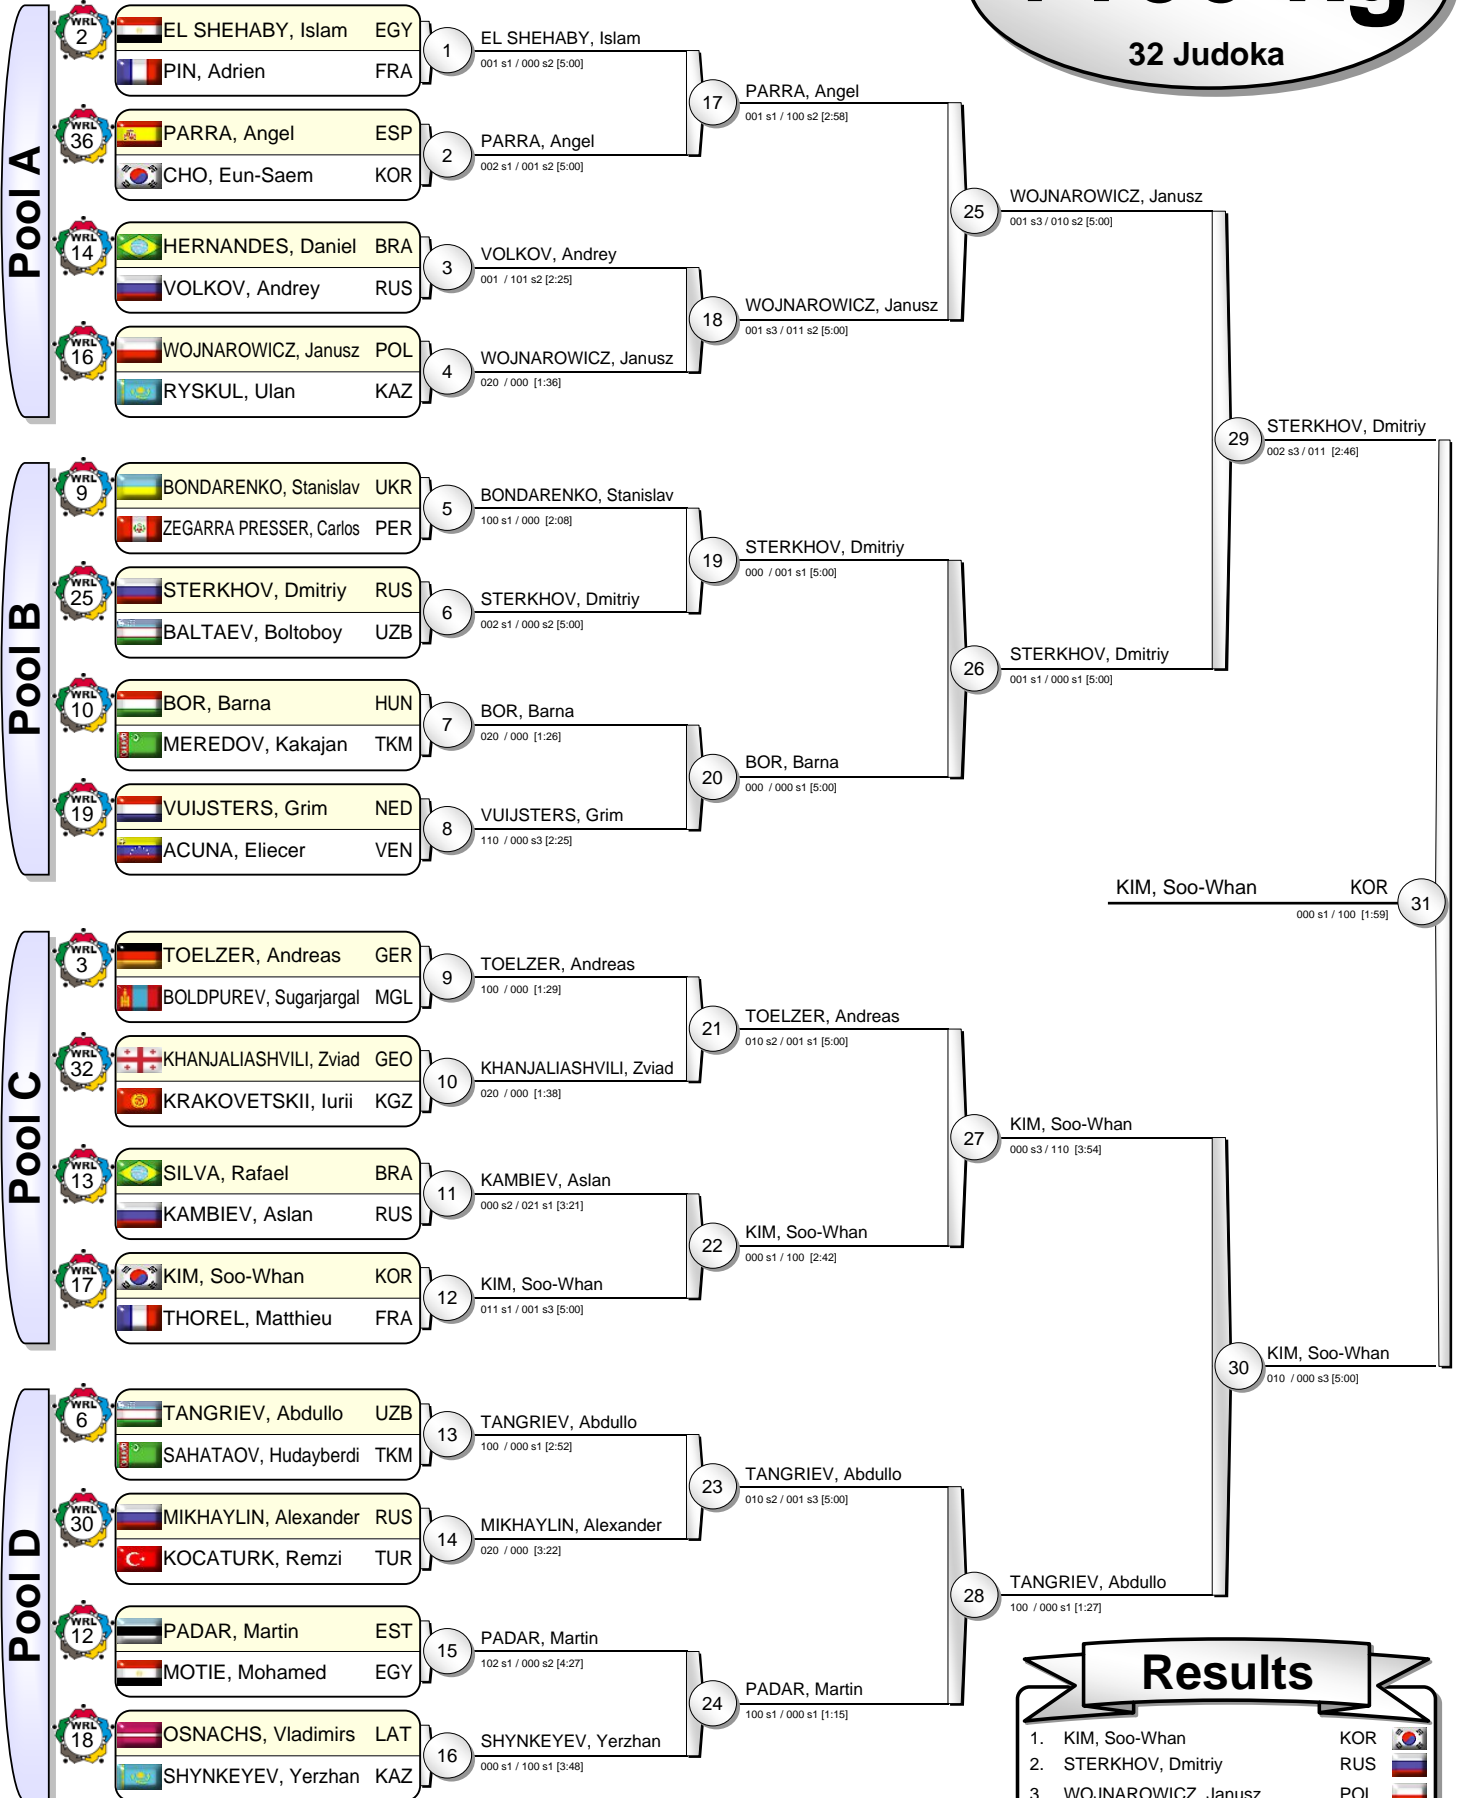 32 Judoka
Pool A
WRL 2
EL SHEHABY, Islam EGY
PIN, Adrien FRA
WRL 36
PARRA, Angel ESP
CHO, Eun-Saem KOR
WRL 14
HERNANDES, Daniel BRA
VOLKOV, Andrey RUS
WRL 16
WOJNAROWICZ, Janusz POL
RYSKUL, Ulan KAZ
Pool B
WRL 9
BONDARENKO, Stanislav UKR
ZEGARRA PRESSER, Carlos PER
WRL 25
STERKHOV, Dmitriy RUS
BALTAEV, Boltoboy UZB
WRL 10
BOR, Barna HUN
MEREDOV, Kakajan TKM
WRL 19
VUIJSTERS, Grim NED
ACUNA, Eliecer VEN
Pool C
WRL 3
TOELZER, Andreas GER
BOLDPUREV, Sugarjargal MGL
WRL 32
KHANJALIASHVILI, Zviad GEO
KRAKOVETSKII, Iurii KGZ
WRL 13
SILVA, Rafael BRA
KAMBIEV, Aslan RUS
WRL 17
KIM, Soo-Whan KOR
THOREL, Matthieu FRA
Pool D
WRL 6
TANGRIEV, Abdullo UZB
SAHATAOV, Hudayberdi TKM
WRL 30
MIKHAYLIN, Alexander RUS
KOCATURK, Remzi TUR
WRL 12
PADAR, Martin EST
MOTIE, Mohamed EGY
WRL 18
OSNACHS, Vladimirs LAT
SHYNKEYEV, Yerzhan KAZ
1 EL SHEHABY, Islam
001 s1 / 000 s2 [5:00]
2 PARRA, Angel
002 s1 / 001 s2 [5:00]
3 VOLKOV, Andrey
001 / 101 s2 [2:25]
4 WOJNAROWICZ, Janusz
020 / 000 [1:36]
5 BONDARENKO, Stanislav
100 s1 / 000 [2:08]
6 STERKHOV, Dmitriy
002 s1 / 000 s2 [5:00]
7 BOR, Barna
020 / 000 [1:26]
8 VUIJSTERS, Grim
110 / 000 s3 [2:25]
9 TOELZER, Andreas
100 / 000 [1:29]
10 KHANJALIASHVILI, Zviad
020 / 000 [1:38]
11 KAMBIEV, Aslan
000 s2 / 021 s1 [3:21]
12 KIM, Soo-Whan
011 s1 / 001 s3 [5:00]
13 TANGRIEV, Abdullo
100 / 000 s1 [2:52]
14 MIKHAYLIN, Alexander
020 / 000 [3:22]
15 PADAR, Martin
102 s1 / 000 s2 [4:27]
16 SHYNKEYEV, Yerzhan
000 s1 / 100 s1 [3:48]
17 PARRA, Angel
001 s1 / 100 s2 [2:58]
18 WOJNAROWICZ, Janusz
001 s3 / 011 s2 [5:00]
19 STERKHOV, Dmitriy
000 / 001 s1 [5:00]
20 BOR, Barna
000 / 000 s1 [5:00]
21 TOELZER, Andreas
010 s2 / 001 s1 [5:00]
22 KIM, Soo-Whan
000 s1 / 100 [2:42]
23 TANGRIEV, Abdullo
010 s2 / 001 s3 [5:00]
24 PADAR, Martin
100 s1 / 000 s1 [1:15]
25 WOJNAROWICZ, Janusz
001 s3 / 010 s2 [5:00]
26 STERKHOV, Dmitriy
001 s1 / 000 s1 [5:00]
27 KIM, Soo-Whan
000 s3 / 110 [3:54]
28 TANGRIEV, Abdullo
100 / 000 s1 [1:27]
29 STERKHOV, Dmitriy
002 s3 / 011 [2:46]
30 KIM, Soo-Whan
010 / 000 s3 [5:00]
KIM, Soo-Whan KOR 31
000 s1 / 100 [1:59]
Results
1. KIM, Soo-Whan KOR
2. STERKHOV, Dmitriy RUS
3. WOJNAROWICZ, Janusz POL